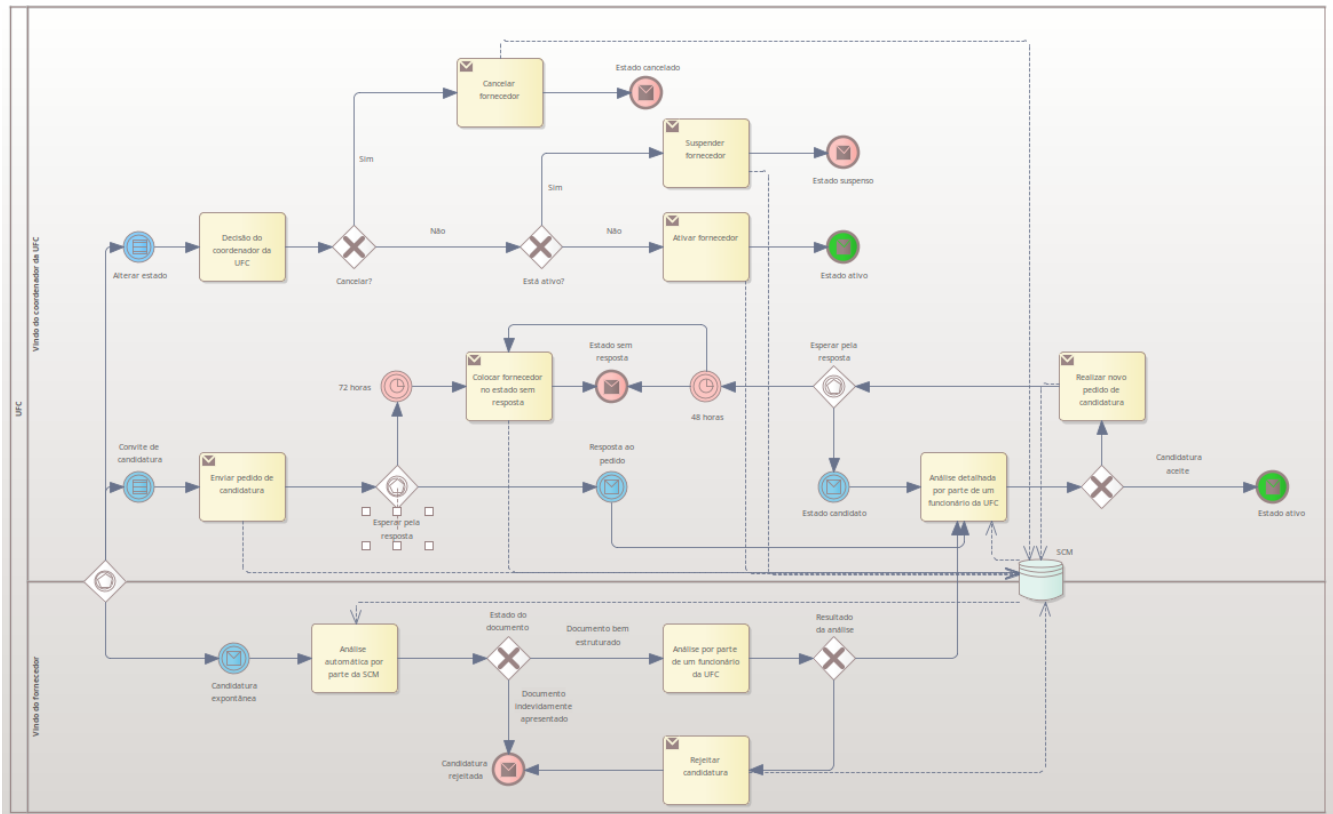 UFC
Vindo do coordenador da UFC
Estado cancelado
Cancelar
fornecedor
Sim
Suspender
fornecedor
Estado suspenso
Sim
Decisão do
coordenador da
UFC
Não
Não
Ativar fornecedor
Alterar estado
Cancelar?
Está ativo?
Estado ativo
Estado sem
resposta
Esperar pela
resposta
72 horas
Colocar fornecedor
no estado sem
resposta
Realizar novo
pedido de
candidatura
48 horas
Convite de
candidatura
Resposta ao
pedido
Candidatura
aceite
Enviar pedido de
candidatura
Análise detalhada
por parte de um
funcionário da UFC
Estado candidato
Estado ativo
Esperar pela
resposta
SCM
Vindo do fornecedor
Estado do
documento
Resultado
da análise
Documento bem
estruturado
Análise
automática por
parte da SCM
Análise por parte
de um funcionário
da UFC
Candidatura
expontânea
Documento
indevidamente
apresentado
Candidatura
rejeitada
Rejeitar
candidatura